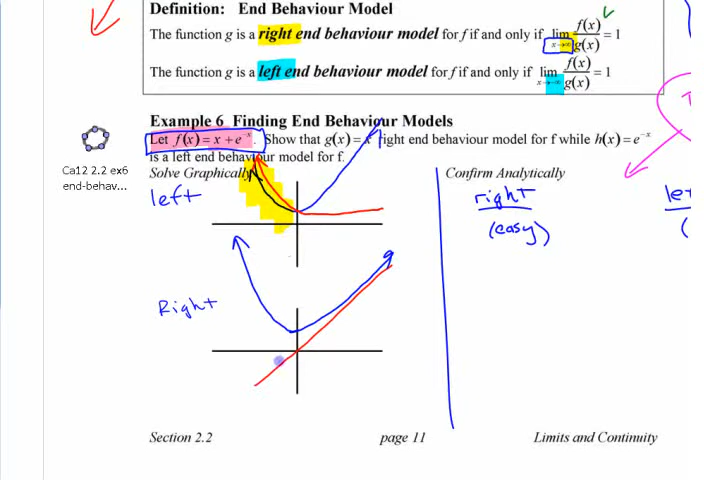 Definition: End Behaviour Model
The function g is a right end behaviour model for f if and only if lim x→∞ f(x)/g(x) = 1
The function g is a left end behaviour model for f if and only if lim x→-∞ f(x)/g(x) = 1
Example 6 Finding End Behaviour Models
Let f(x) = x + e^-x. Show that g(x) = x right end behaviour model for f while h(x) = e^-x
is a left end behaviour model for f.
Solve Graphically
Confirm Analytically
left
right
(easy)
Right
Ca12 2.2 ex6
end-behav...
Section 2.2
page 11
Limits and Continuity